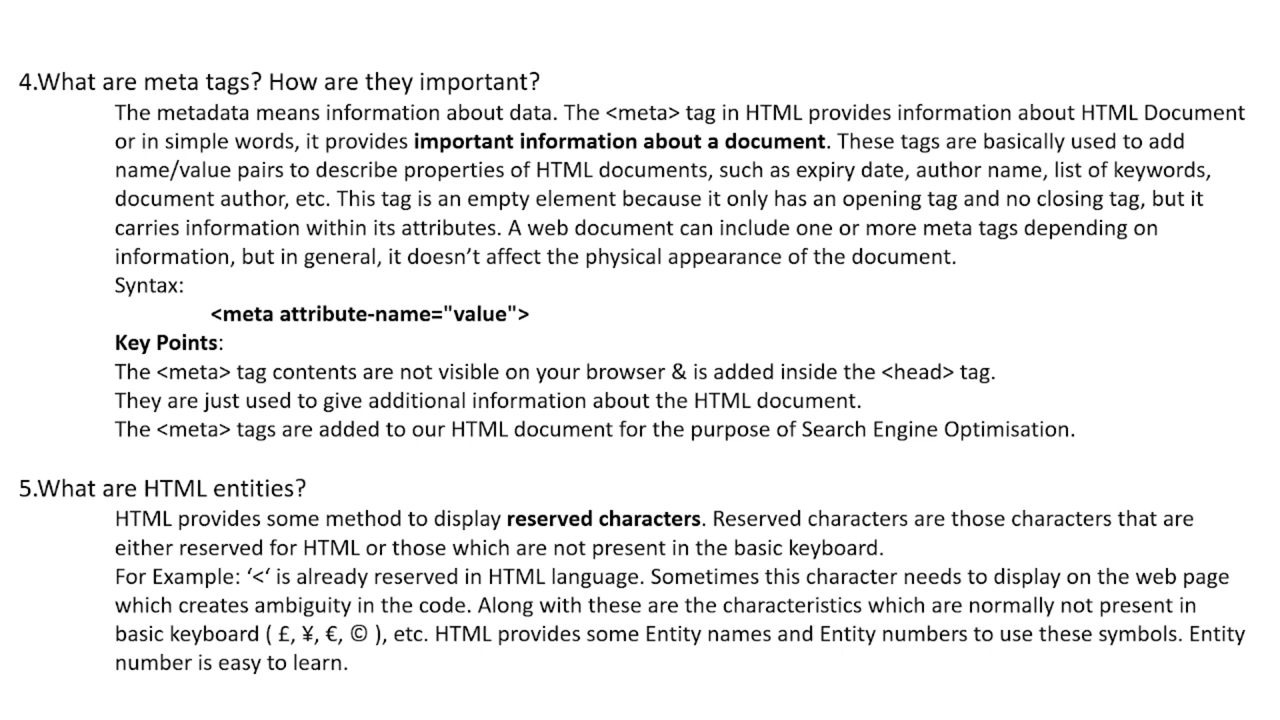 4.What are meta tags? How are they important?
The metadata means information about data. The <meta> tag in HTML provides information about HTML Document
or in simple words, it provides important information about a document. These tags are basically used to add
name/value pairs to describe properties of HTML documents, such as expiry date, author name, list of keywords,
document author, etc. This tag is an empty element because it only has an opening tag and no closing tag, but it
carries information within its attributes. A web document can include one or more meta tags depending on
information, but in general, it doesn’t affect the physical appearance of the document.
Syntax:
<meta attribute-name="value">
Key Points:
The <meta> tag contents are not visible on your browser & is added inside the <head> tag.
They are just used to give additional information about the HTML document.
The <meta> tags are added to our HTML document for the purpose of Search Engine Optimisation.
5.What are HTML entities?
HTML provides some method to display reserved characters. Reserved characters are those characters that are
either reserved for HTML or those which are not present in the basic keyboard.
For Example: ‘<‘ is already reserved in HTML language. Sometimes this character needs to display on the web page
which creates ambiguity in the code. Along with these are the characteristics which are normally not present in
basic keyboard ( £, ¥, €, © ), etc. HTML provides some Entity names and Entity numbers to use these symbols. Entity
number is easy to learn.